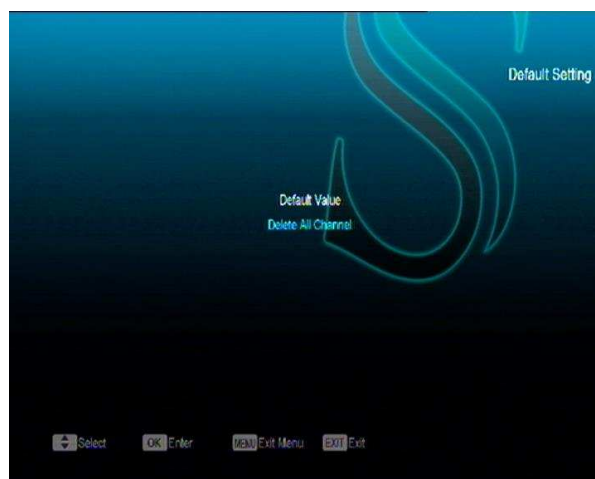 Default Setting
Default Value
Delete All Channel
Select OK Enter MENU Exit Menu EXIT Exit